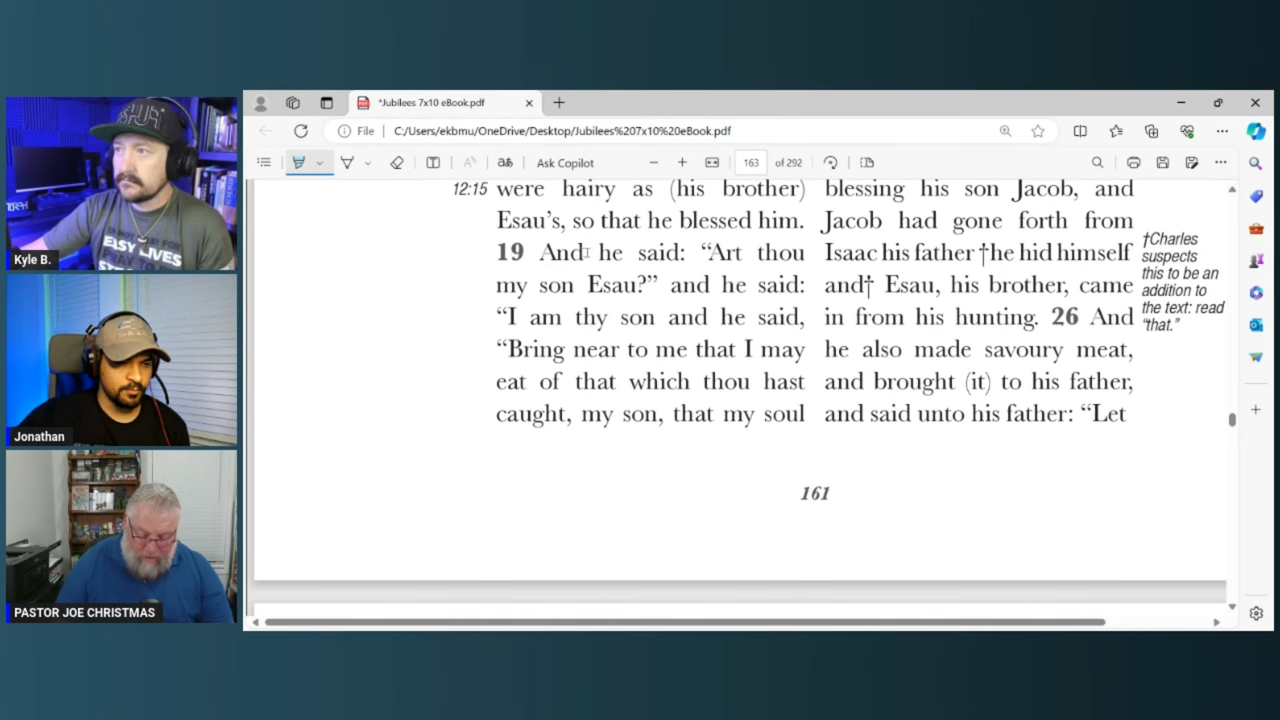 *Jubilees 7x10 eBook.pdf
File
C:/Users/ekbmu/OneDrive/Desktop/Jubilees%207x10%20eBook.pdf
Ask Copilot
163
of 292
12:15
were hairy as (his brother)
Esau's, so that he blessed him.
19 And he said: “Art thou
my son Esau?” and he said:
“I am thy son and he said,
“Bring near to me that I may
eat of that which thou hast
caught, my son, that my soul
blessing his son Jacob, and
Jacob had gone forth from
Isaac his father †he hid himself
and† Esau, his brother, came
in from his hunting. 26 And
he also made savoury meat,
and brought (it) to his father,
and said unto his father: “Let
†Charles
suspects
this to be an
addition to
the text: read
“that.”
161
EASY LIVES
Kyle B.
Jonathan
PASTOR JOE CHRISTMAS